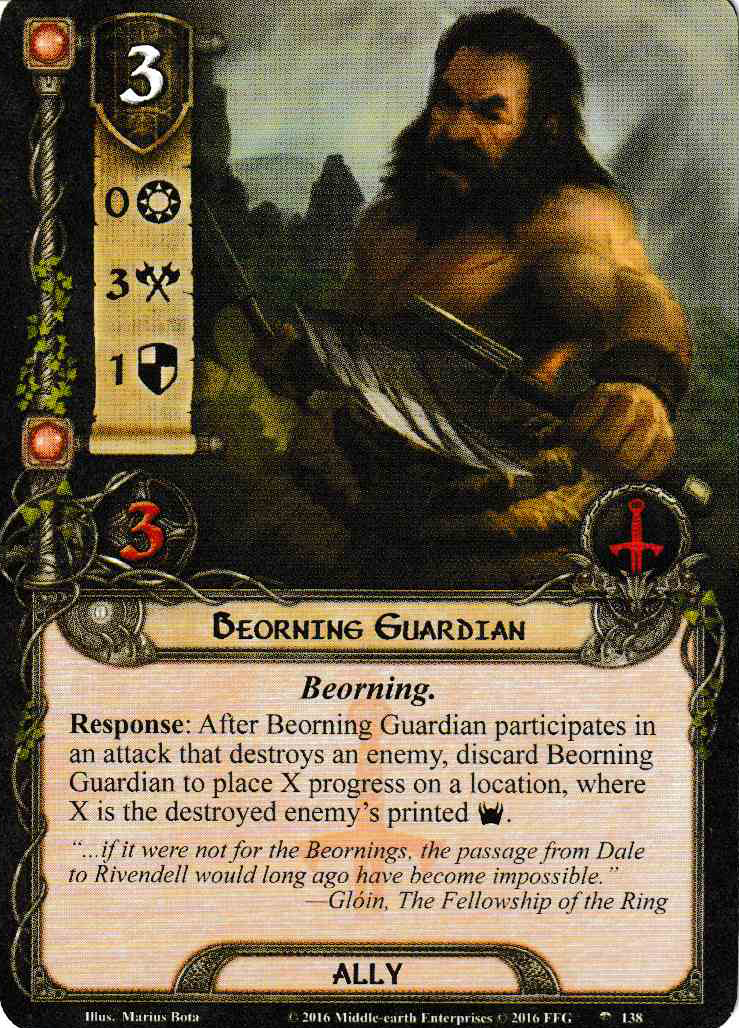 3
0
3
1
3
BEORNING GUARDIAN
Beorning.
Response: After Beorning Guardian participates in
an attack that destroys an enemy, discard Beorning
Guardian to place X progress on a location, where
X is the destroyed enemy's printed .
"...if it were not for the Beornings, the passage from Dale
to Rivendell would long ago have become impossible."
—Glóin, The Fellowship of the Ring
ALLY
Illus. Marius Bota © 2016 Middle-earth Enterprises © 2016 FFG 138